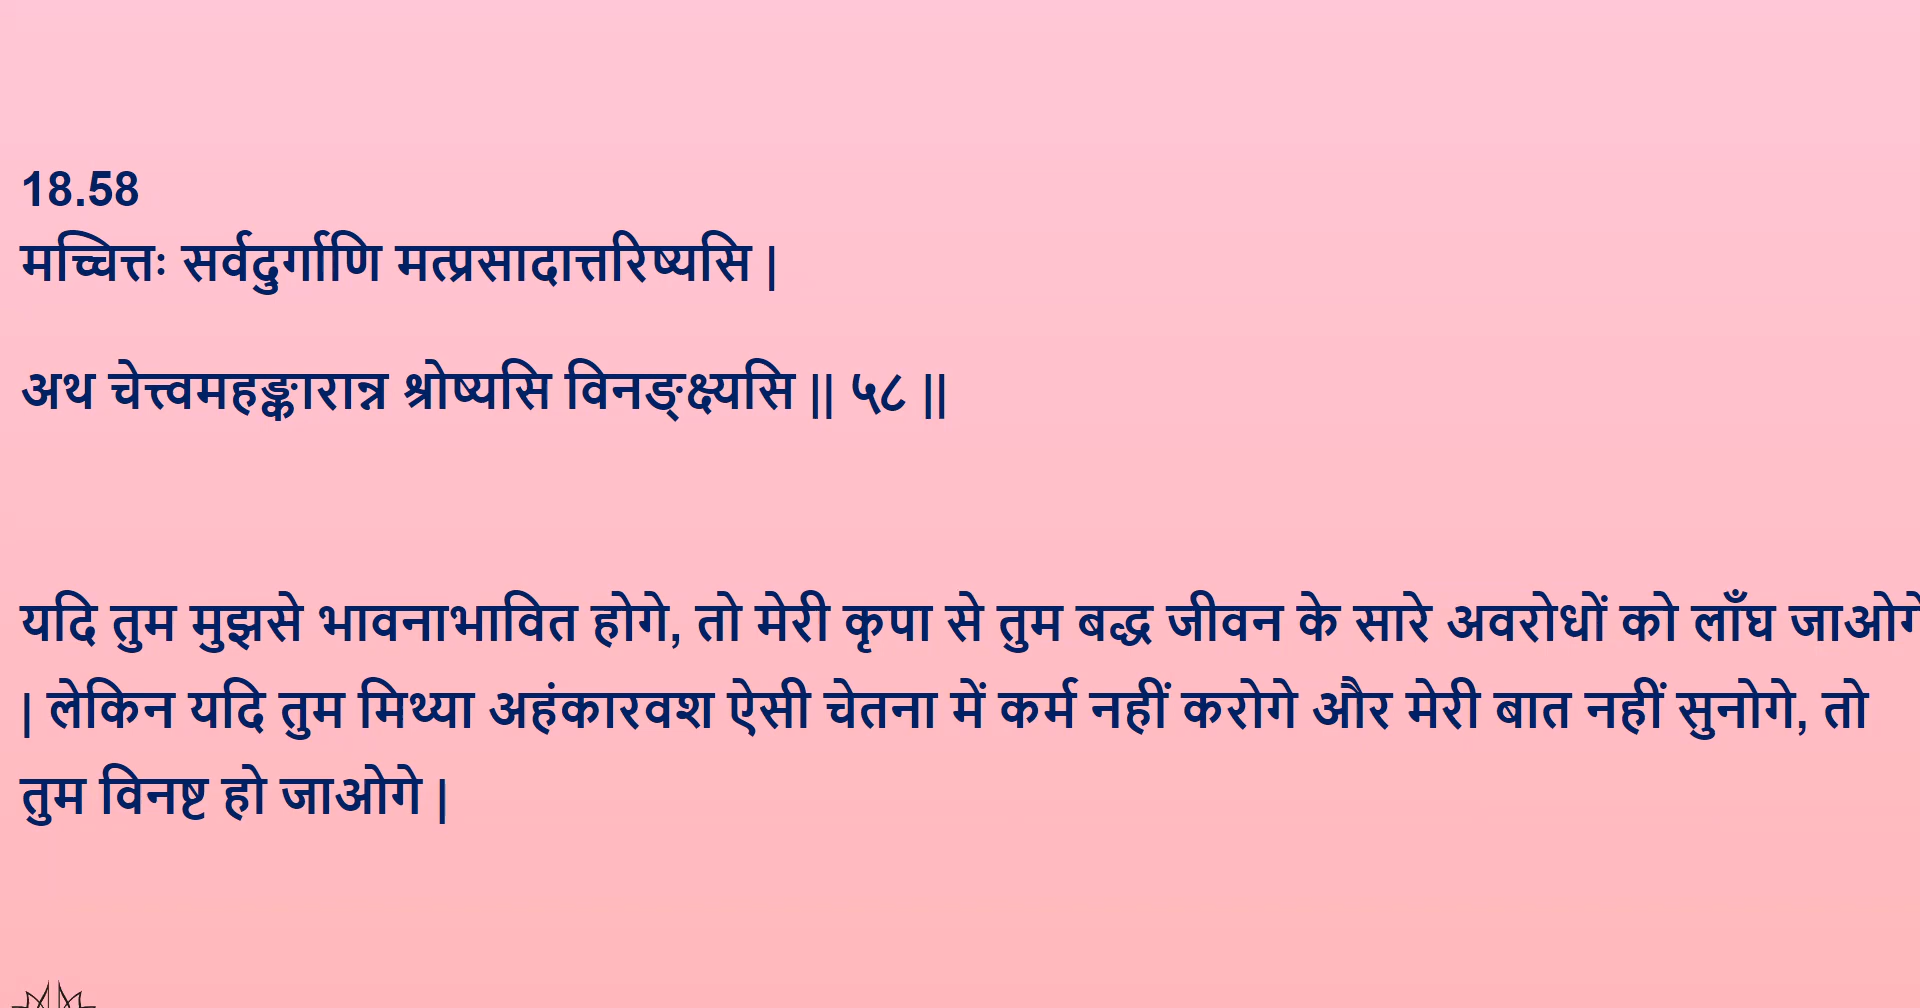 18.58
मच्चित्तः सर्वदुर्गाणि मत्प्रसादात्तरिष्यसि |
अथ चेत्त्वमहङ्कारान्न श्रोष्यसि विनङ्क्ष्यसि || ५८ ||
यदि तुम मुझसे भावनाभावित होगे, तो मेरी कृपा से तुम बद्ध जीवन के सारे अवरोधों को लाँघ जाओगे
| लेकिन यदि तुम मिथ्या अहंकारवश ऐसी चेतना में कर्म नहीं करोगे और मेरी बात नहीं सुनोगे, तो
तुम विनष्ट हो जाओगे |